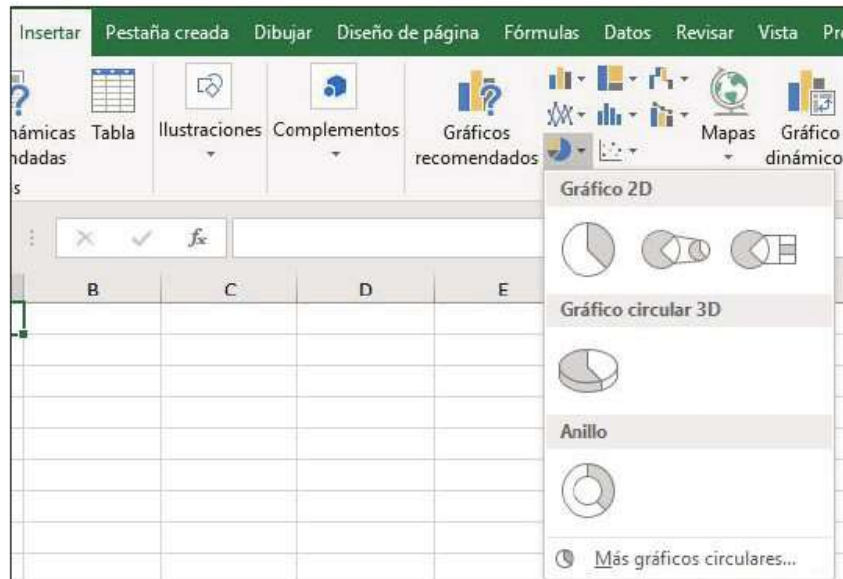 Insertar Pestaña creada Dibujar Diseño de página Fórmulas Datos Revisar Vista Pr
námicas Tabla Ilustraciones Complementos Gráficos Mapas Gráfico
ndadas recomendados dinámico
s
Gráfico 2D
fx
B C D E
Gráfico circular 3D
Anillo
Más gráficos circulares...